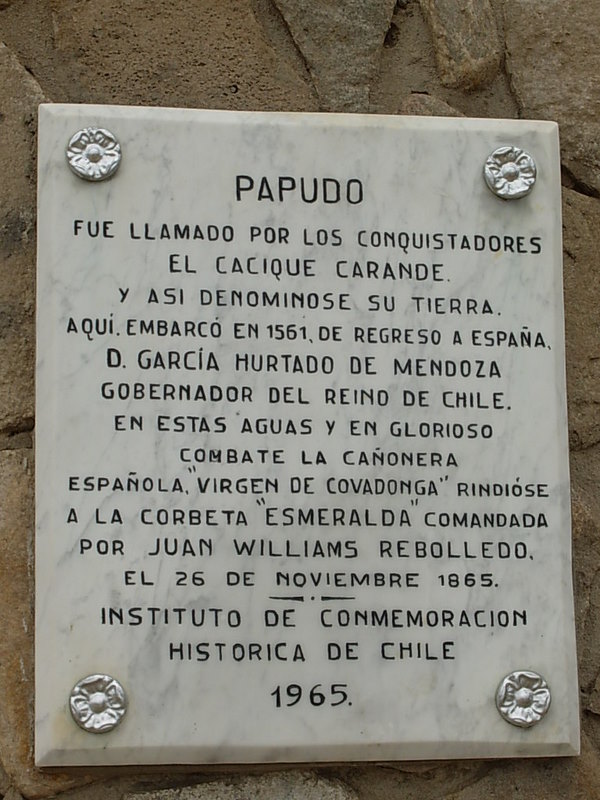 PAPUDO
FUE LLAMADO POR LOS CONQUISTADORES
EL CACIQUE CARANDE.
Y ASI DENOMINOSE SU TIERRA.
AQUÍ. EMBARCÓ EN 1561, DE REGRESO A ESPAÑA,
D. GARCÍA HURTADO DE MENDOZA
GOBERNADOR DEL REINO DE CHILE.
EN ESTAS AGUAS Y EN GLORIOSO
COMBATE LA CAÑONERA
ESPAÑOLA, "VIRGEN DE COVADONGA" RINDIÓSE
A LA CORBETA "ESMERALDA" COMANDADA
POR JUAN WILLIAMS REBOLLEDO.
EL 26 DE NOVIEMBRE 1865.
INSTITUTO DE CONMEMORACION
HISTORICA DE CHILE
1965.